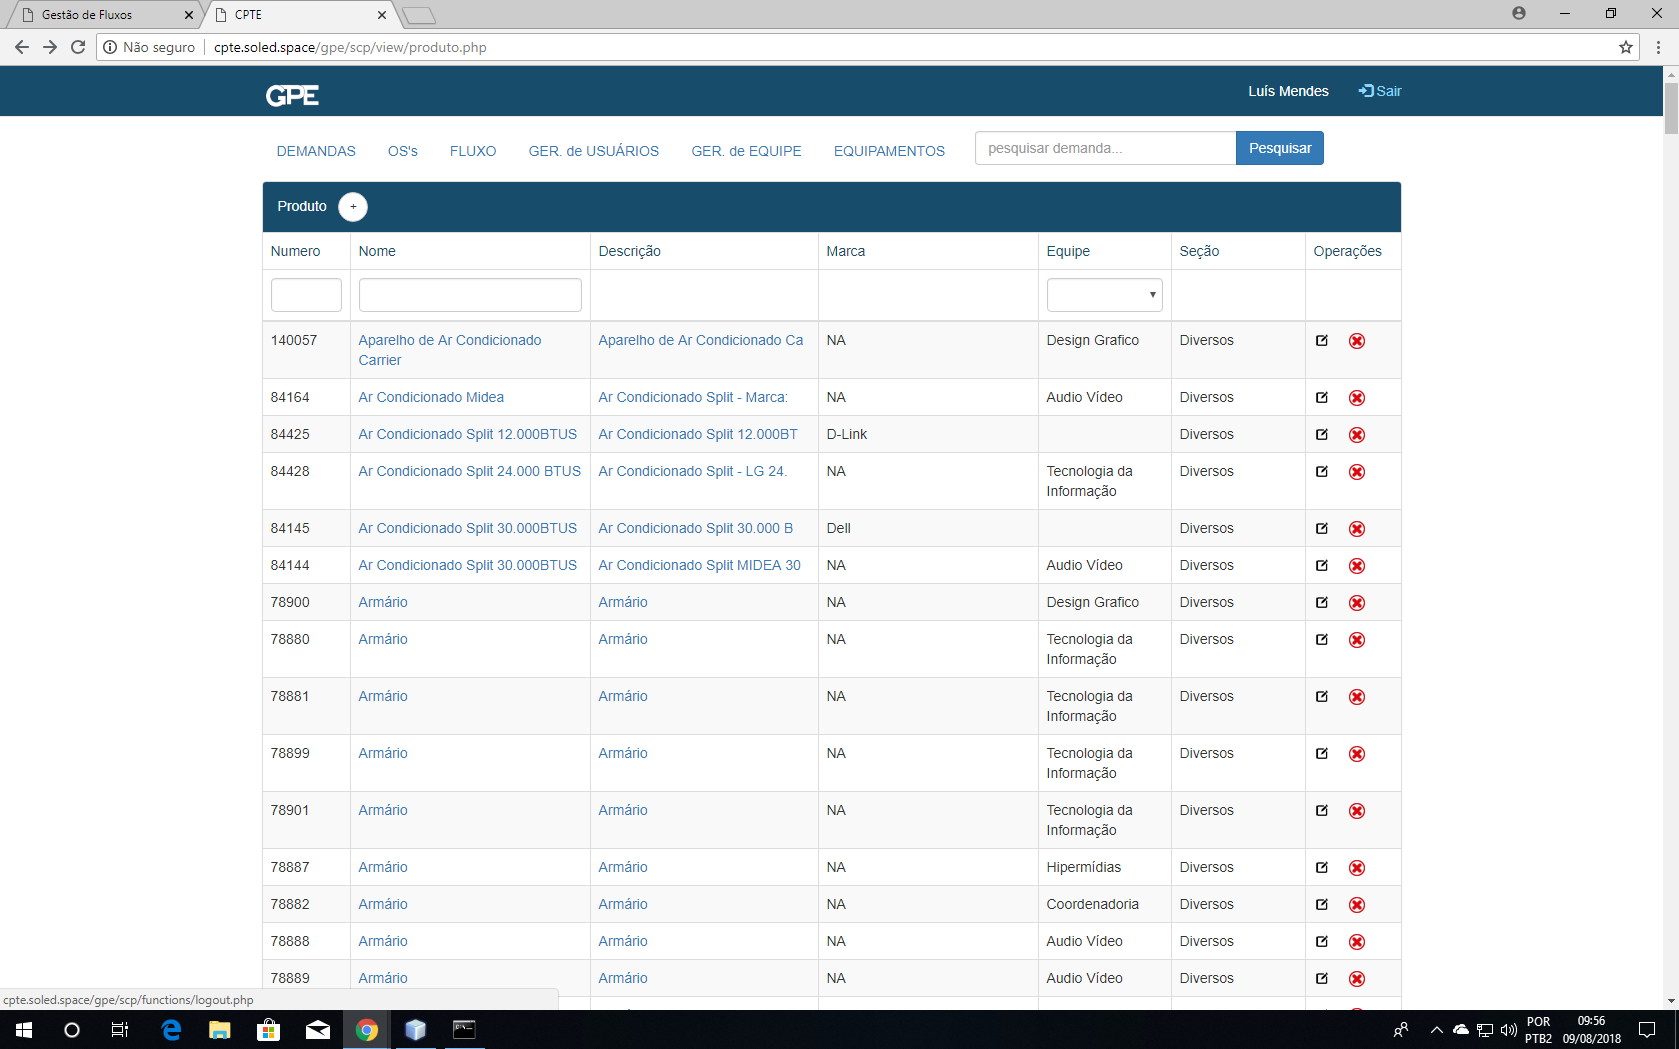 Gestão de Fluxos
CPTE
Não seguro
cpte.soled.space/gpe/scp/view/produto.php
GPE
Luís Mendes
Sair
DEMANDAS
OS's
FLUXO
GER. de USUÁRIOS
GER. de EQUIPE
EQUIPAMENTOS
pesquisar demanda...
Pesquisar
Produto +
Numero Nome Descrição Marca Equipe Seção Operações
140057 Aparelho de Ar Condicionado Aparelho de Ar Condicionado Ca NA Design Grafico Diversos
Carrier
84164 Ar Condicionado Midea Ar Condicionado Split - Marca: NA Audio Vídeo Diversos
84425 Ar Condicionado Split 12.000BTUS Ar Condicionado Split 12.000BT D-Link Diversos
84428 Ar Condicionado Split 24.000 BTUS Ar Condicionado Split - LG 24. NA Tecnologia da Diversos
Informação
84145 Ar Condicionado Split 30.000BTUS Ar Condicionado Split 30.000 B Dell Diversos
84144 Ar Condicionado Split 30.000BTUS Ar Condicionado Split MIDEA 30 NA Audio Vídeo Diversos
78900 Armário Armário NA Design Grafico Diversos
78880 Armário Armário NA Tecnologia da Diversos
Informação
78881 Armário Armário NA Tecnologia da Diversos
Informação
78899 Armário Armário NA Tecnologia da Diversos
Informação
78901 Armário Armário NA Tecnologia da Diversos
Informação
78887 Armário Armário NA Hipermídias Diversos
78882 Armário Armário NA Coordenadoria Diversos
78888 Armário Armário NA Audio Vídeo Diversos
78889 Armário Armário NA Audio Vídeo Diversos
cpte.soled.space/gpe/scp/functions/logout.php
POR
PTB2
09:56
09/08/2018